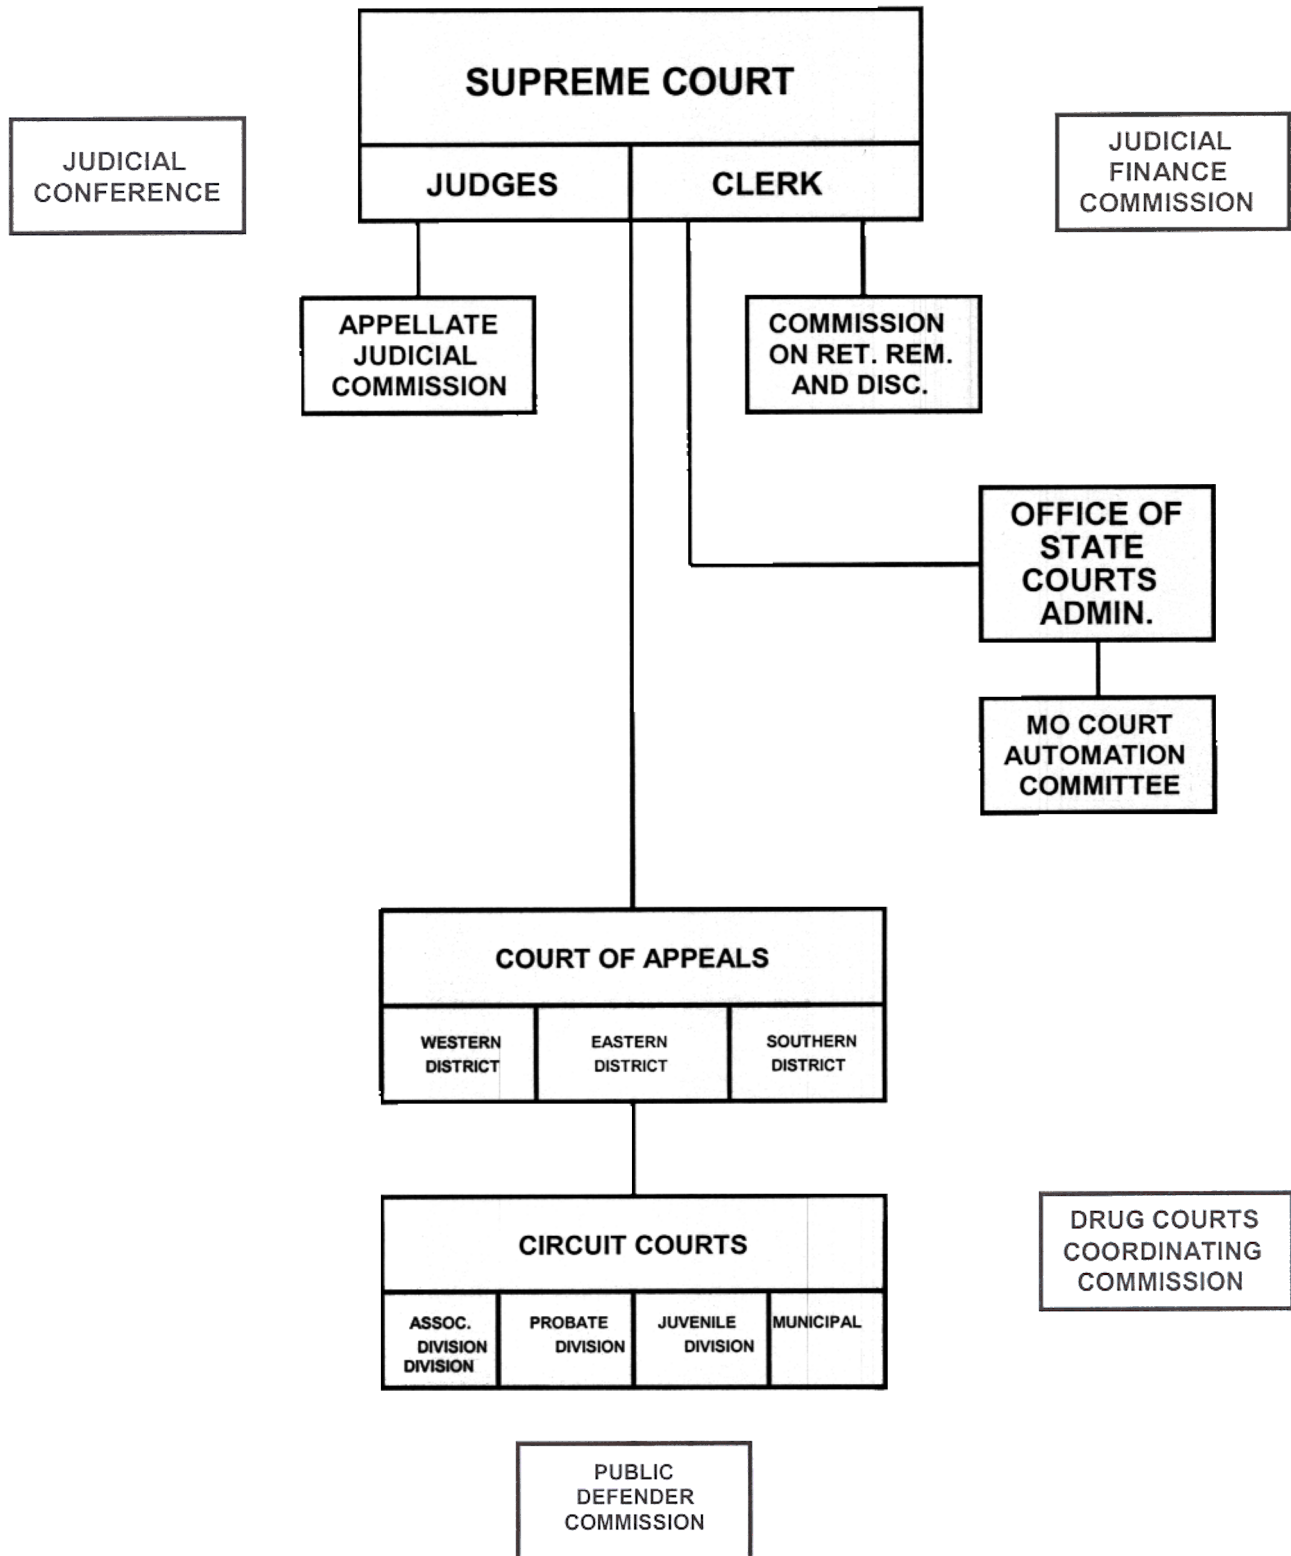 SUPREME COURT
JUDICIAL
CONFERENCE
JUDICIAL
FINANCE
COMMISSION
JUDGES
CLERK
APPELLATE
JUDICIAL
COMMISSION
COMMISSION
ON RET. REM.
AND DISC.
OFFICE OF
STATE
COURTS
ADMIN.
MO COURT
AUTOMATION
COMMITTEE
COURT OF APPEALS
WESTERN
DISTRICT
EASTERN
DISTRICT
SOUTHERN
DISTRICT
CIRCUIT COURTS
ASSOC.
DIVISION
DIVISION
PROBATE
DIVISION
JUVENILE
DIVISION
MUNICIPAL
DRUG COURTS
COORDINATING
COMMISSION
PUBLIC
DEFENDER
COMMISSION